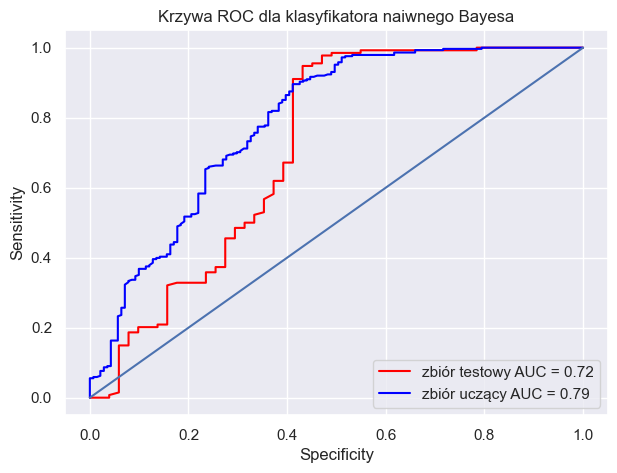 Krzywa ROC dla klasyfikatora naiwnego Bayesa
Sensitivity
1.0
0.8
0.6
0.4
0.2
0.0
0.0 0.2 0.4 0.6 0.8 1.0
Specificity
zbiór testowy AUC = 0.72
zbiór uczący AUC = 0.79